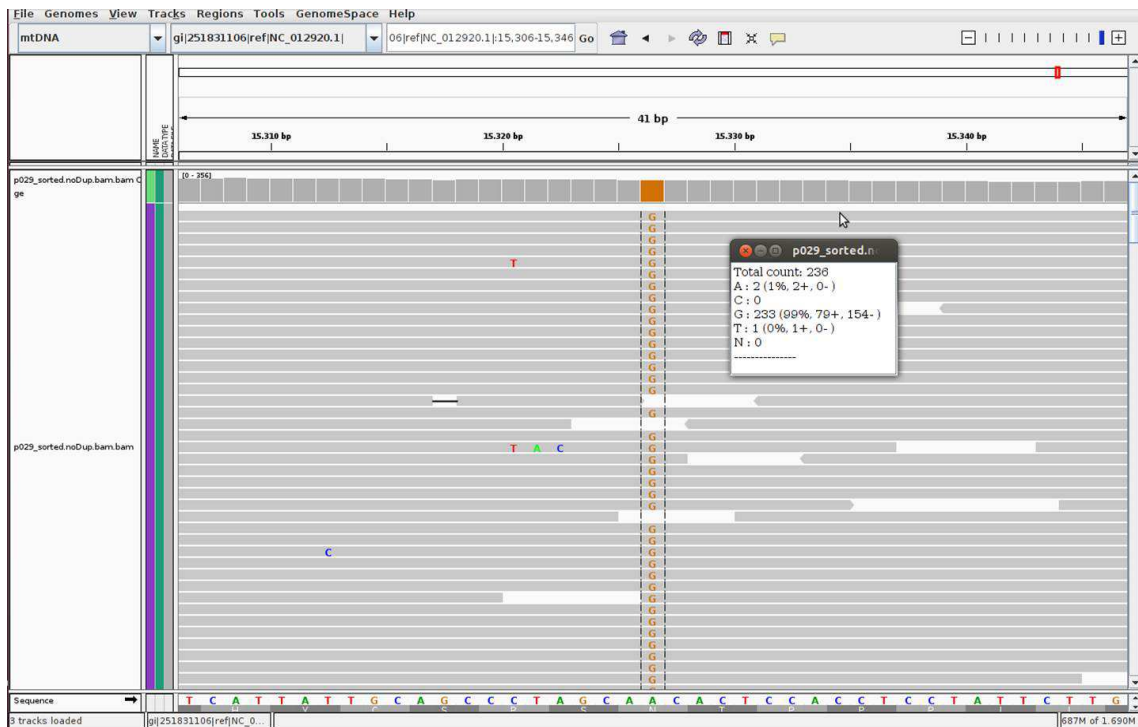 File Genomes View Tracks Regions Tools GenomeSpace Help
mtDNA gi|251831106|ref|NC_012920.1| 06|ref|NC_012920.1|:15,306-15,346 Go
NAME
DATA TYPE
41 bp
15.310 bp 15.320 bp 15.330 bp 15.340 bp
p029_sorted.noDup.bam.bam C
ge
[0 - 356]
G
G
G
G
T G
G
G
G
G
G
G
G
G
G
G
G
G
G
G
T A C G
G
G
G
G
G
G
G
C G
G
G
G
G
G
G
G
G
G
G
G
G
p029_sorted.n
Total count: 236
A : 2 (1%, 2+, 0- )
C : 0
G : 233 (99%, 79+, 154- )
T : 1 (0%, 1+, 0- )
N : 0
---------------
p029_sorted.noDup.bam.bam
Sequence T C A T T A T T G C A G C C C T A G C A A C A C T C C A C C T C C T A T T C T T G
3 tracks loaded gi|251831106|ref|NC_0... 687M of 1.690M